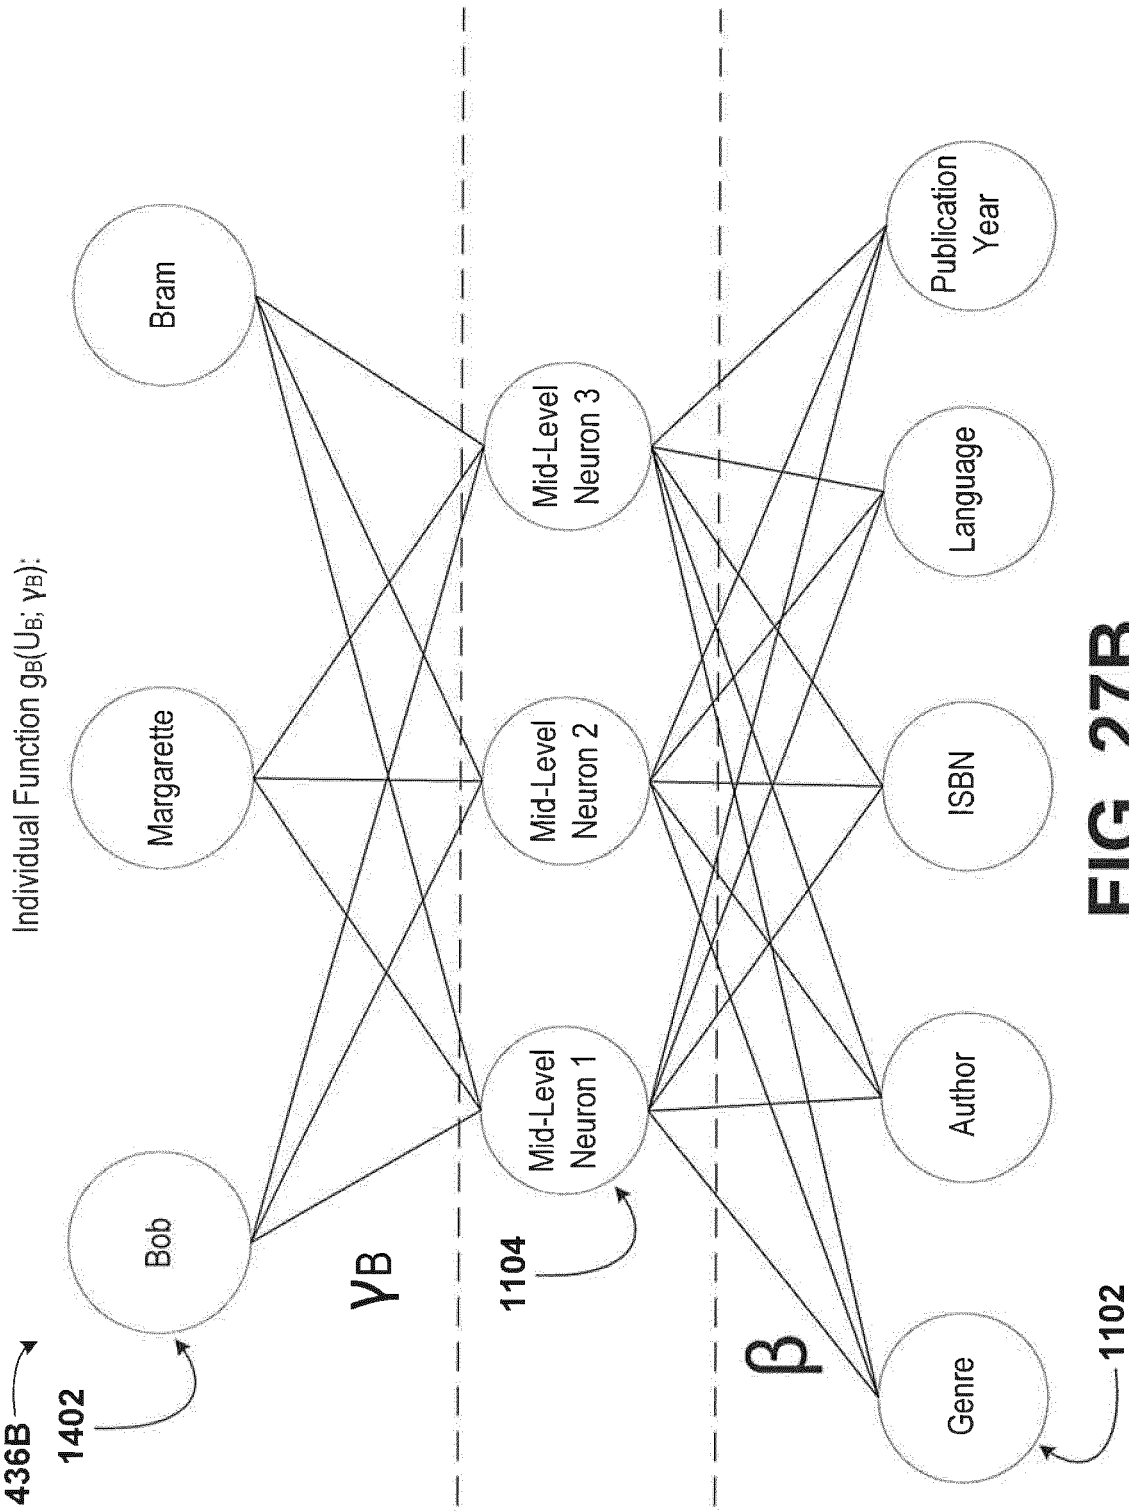 Individual Function gB(UB; γB):
436B
1402
Bob
Margarette
Bram
γB
1104
Mid-Level
Neuron 1
Mid-Level
Neuron 2
Mid-Level
Neuron 3
β
Genre
Author
ISBN
Language
Publication
Year
1102
FIG 27B